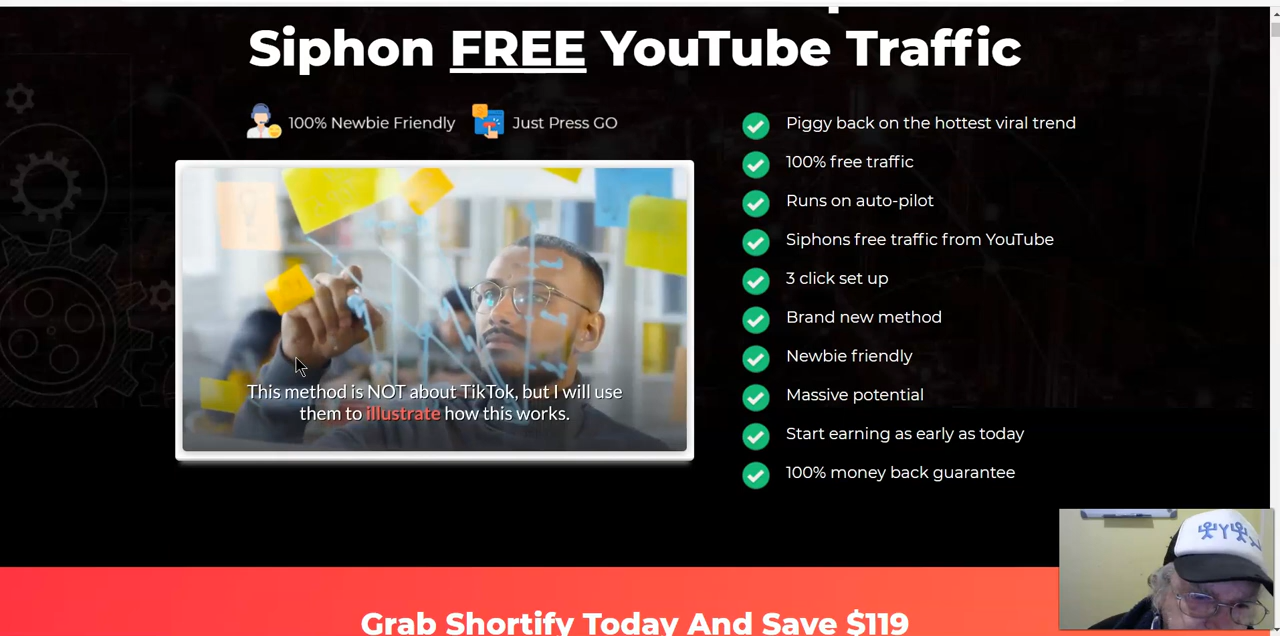 Siphon FREE YouTube Traffic
100% Newbie Friendly
Just Press GO
This method is NOT about TikTok, but I will use
them to illustrate how this works.
Piggy back on the hottest viral trend
100% free traffic
Runs on auto-pilot
Siphons free traffic from YouTube
3 click set up
Brand new method
Newbie friendly
Massive potential
Start earning as early as today
100% money back guarantee
Grab Shortify Today And Save $119